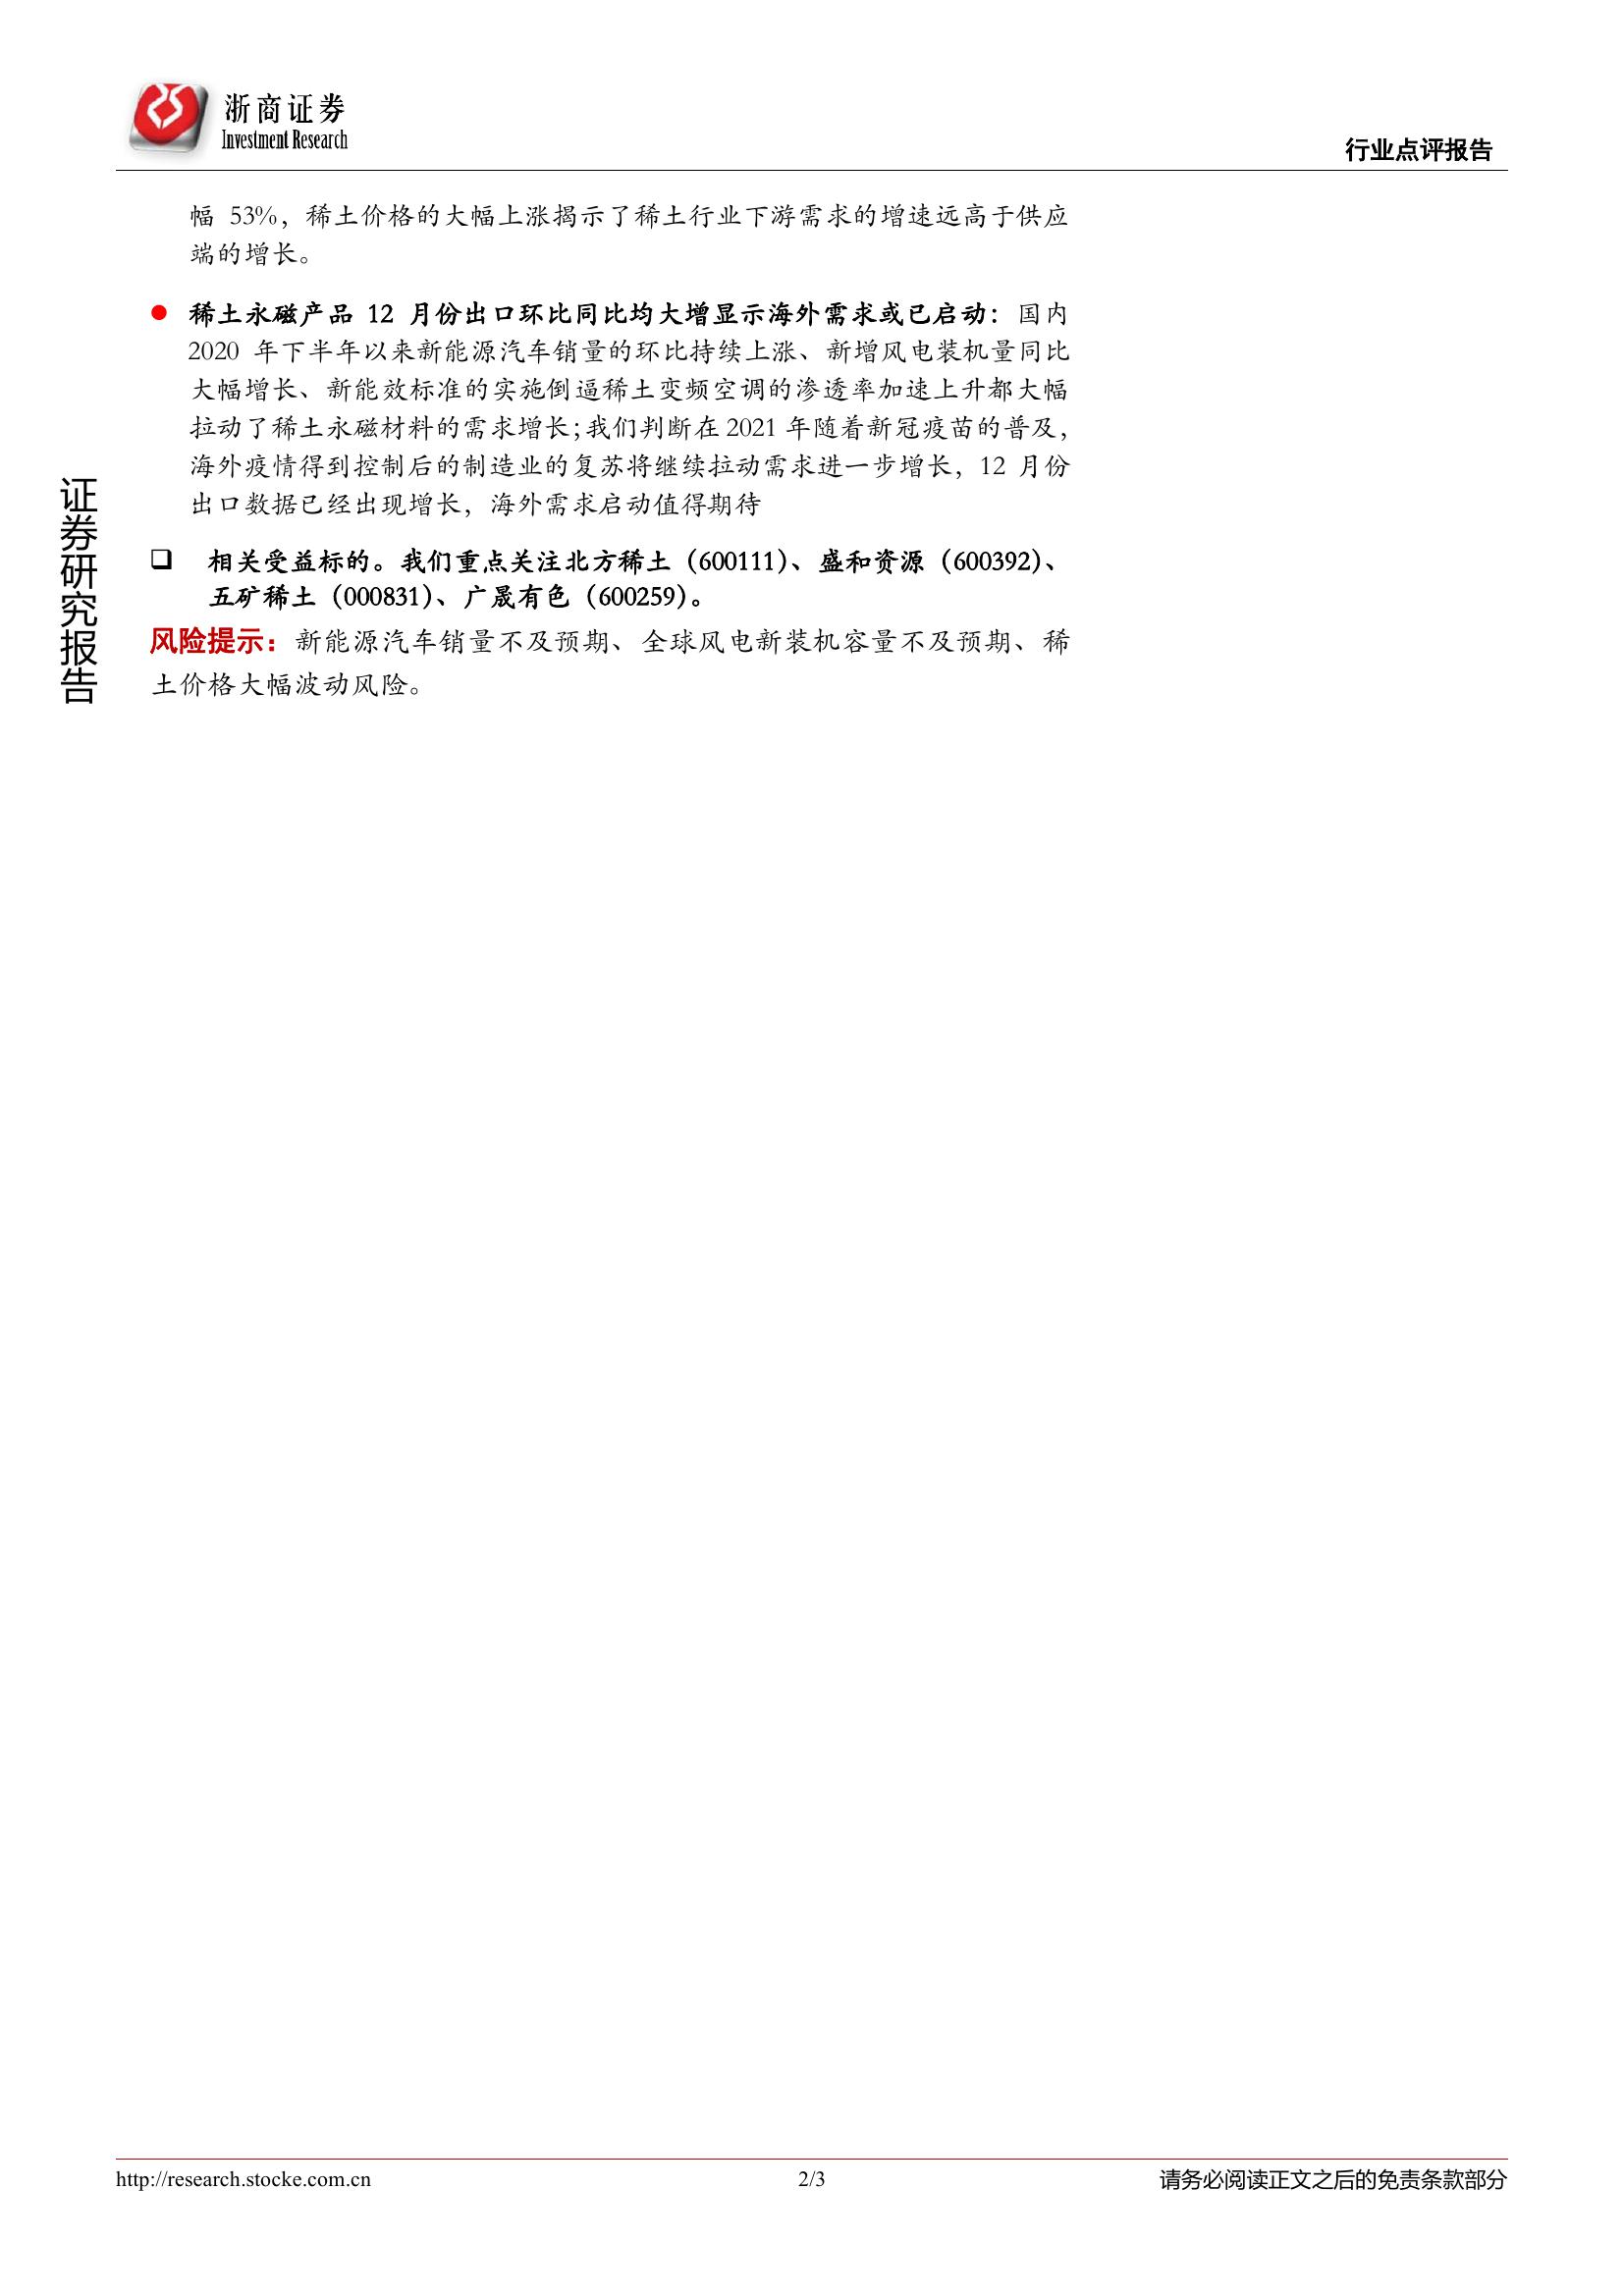 浙商证券
Investment Research
行业点评报告
幅 53%，稀土价格的大幅上涨揭示了稀土行业下游需求的增速远高于供应
端的增长。
● 稀土永磁产品 12 月份出口环比同比均大增显示海外需求或已启动：国内
2020 年下半年以来新能源汽车销量的环比持续上涨、新增风电装机量同比
大幅增长、新能效标准的实施倒逼稀土变频空调的渗透率加速上升都大幅
拉动了稀土永磁材料的需求增长；我们判断在 2021 年随着新冠疫苗的普及，
海外疫情得到控制后的制造业的复苏将继续拉动需求进一步增长，12 月份
出口数据已经出现增长，海外需求启动值得期待
❑ 相关受益标的。我们重点关注北方稀土（600111）、盛和资源（600392）、
五矿稀土（000831）、广晟有色（600259）。
风险提示：新能源汽车销量不及预期、全球风电新装机容量不及预期、稀
土价格大幅波动风险。
证券研究报告
http://research.stocke.com.cn
2/3
请务必阅读正文之后的免责条款部分